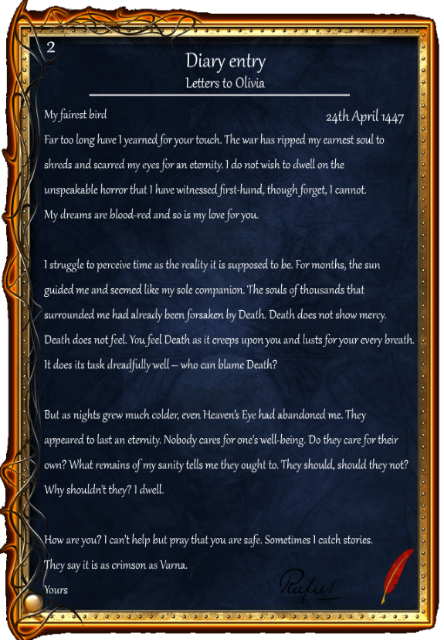 2
Diary entry
Letters to Olivia
My fairest bird
24th April 1447
Far too long have I yearned for your touch. The war has ripped my earnest soul to
shreds and scarred my eyes for an eternity. I do not wish to dwell on the
unspeakable horror that I have witnessed first-hand, though forget, I cannot.
My dreams are blood-red and so is my love for you.
I struggle to perceive time as the reality it is supposed to be. For months, the sun
guided me and seemed like my sole companion. The souls of thousands that
surrounded me had already been forsaken by Death. Death does not show mercy.
Death does not feel. You feel Death as it creeps upon you and lusts for your every breath.
It does its task dreadfully well – who can blame Death?
But as nights grew much colder, even Heaven's Eye had abandoned me. They
appeared to last an eternity. Nobody cares for one's well-being. Do they care for their
own? What remains of my sanity tells me they ought to. They should, should they not?
Why shouldn't they? I dwell.
How are you? I can't help but pray that you are safe. Sometimes I catch stories.
They say it is as crimson as Varna.
Yours
Rufus